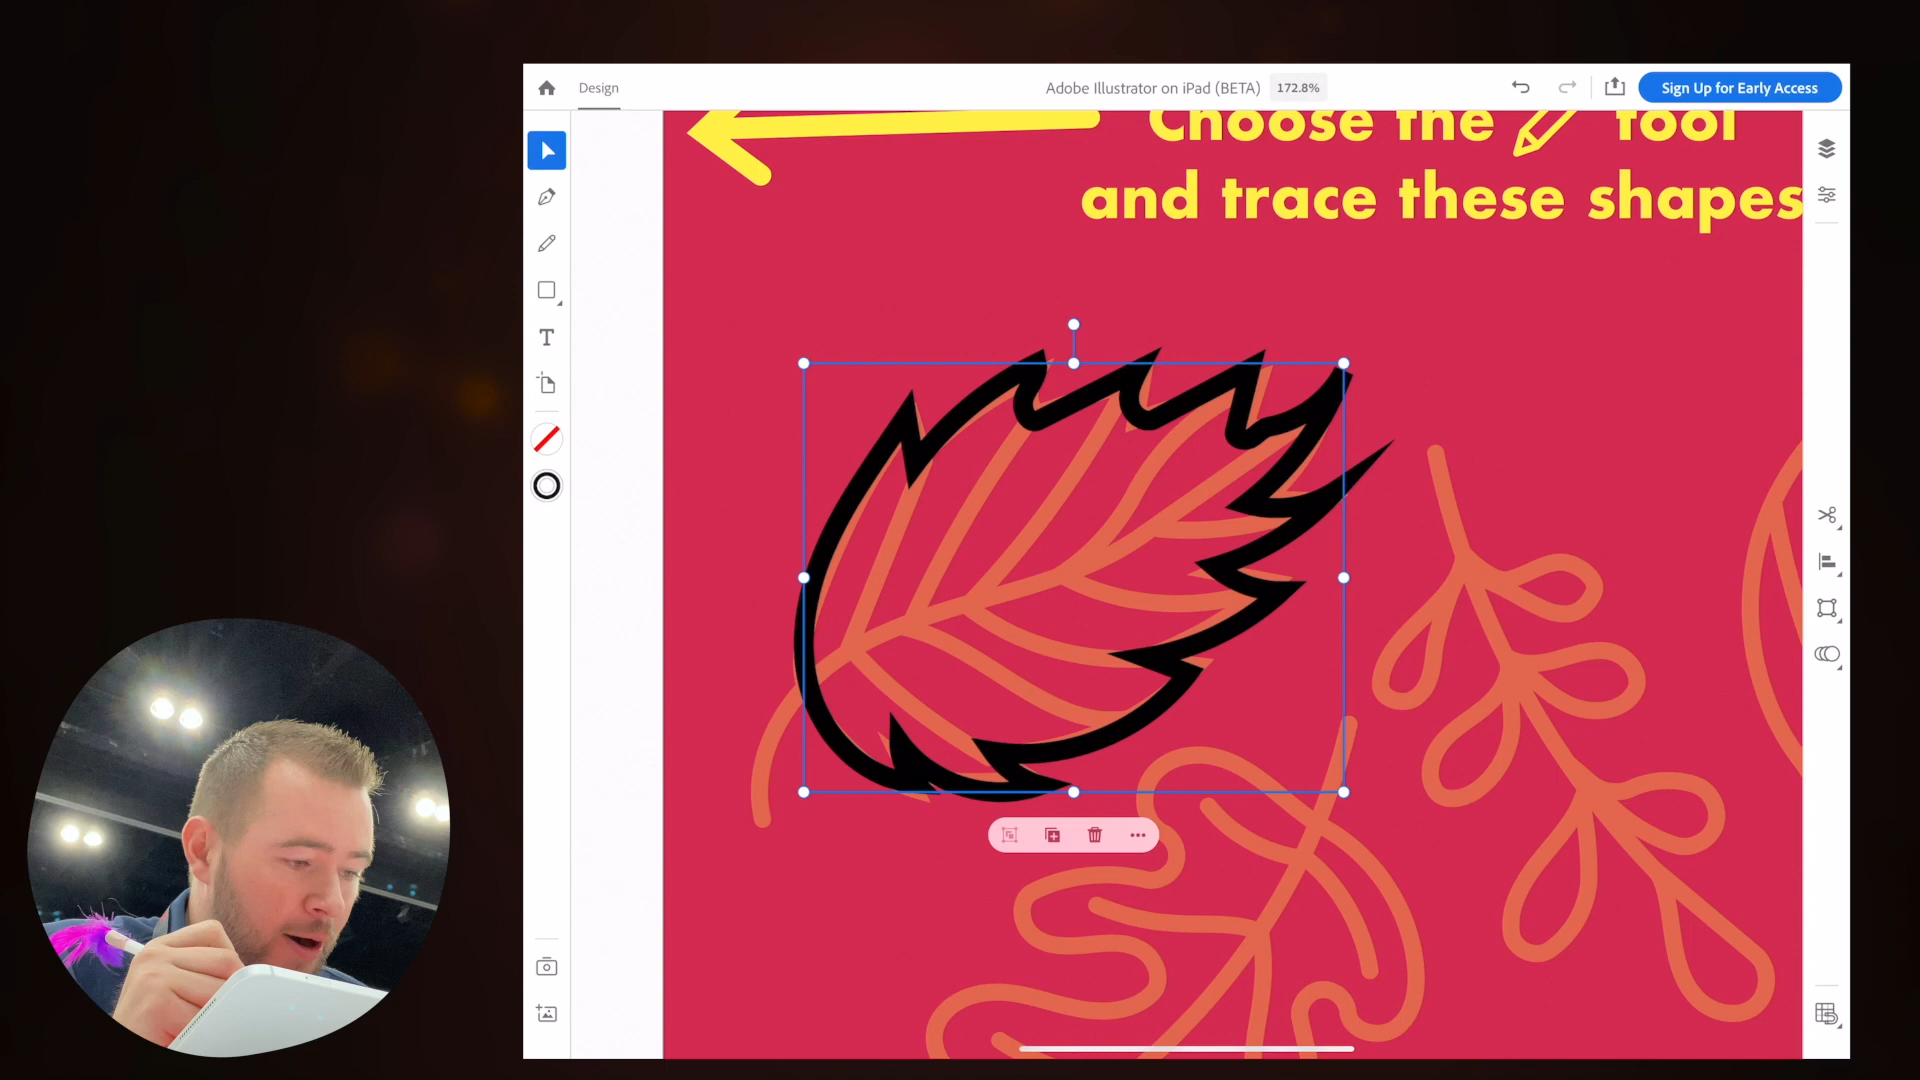 Design
Adobe Illustrator on iPad (BETA) 172.8%
Sign Up for Early Access
Choose the tool
and trace these shapes
T